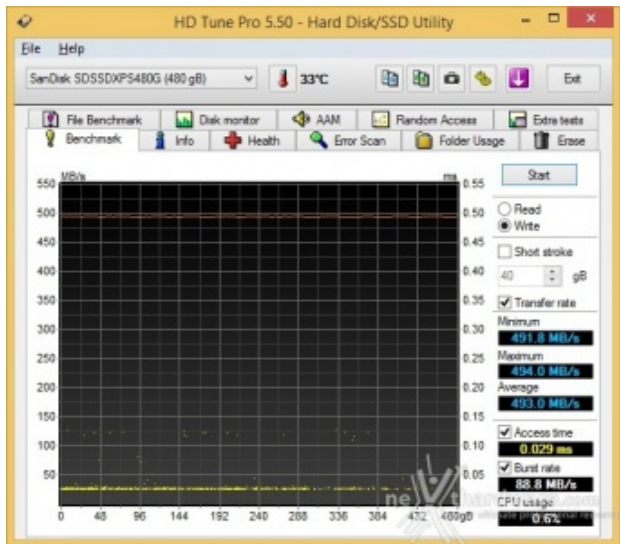 HD Tune Pro 5.50 - Hard Disk/SSD Utility
File Help
SanDisk SDSSDXPS480G (480 gB)
33°C
Exit
File Benchmark Disk monitor AAM Random Access Extra tests
Benchmark Info Health Error Scan Folder Usage Erase
MB/s ms
Start
550 0.55
500 0.50
Read
Write
450 0.45
Short stroke
400 0.40
40 gB
350 0.35
Transfer rate
300 0.30
Minimum
491.8 MB/s
250 0.25
Maximum
494.0 MB/s
200 0.20
Average
493.0 MB/s
150 0.15
Access time
100 0.10
0.029 ms
50 0.05
Burst rate
88.8 MB/s
CPU usage
0.6%
0 48 96 144 192 240 288 336 384 432 480gB